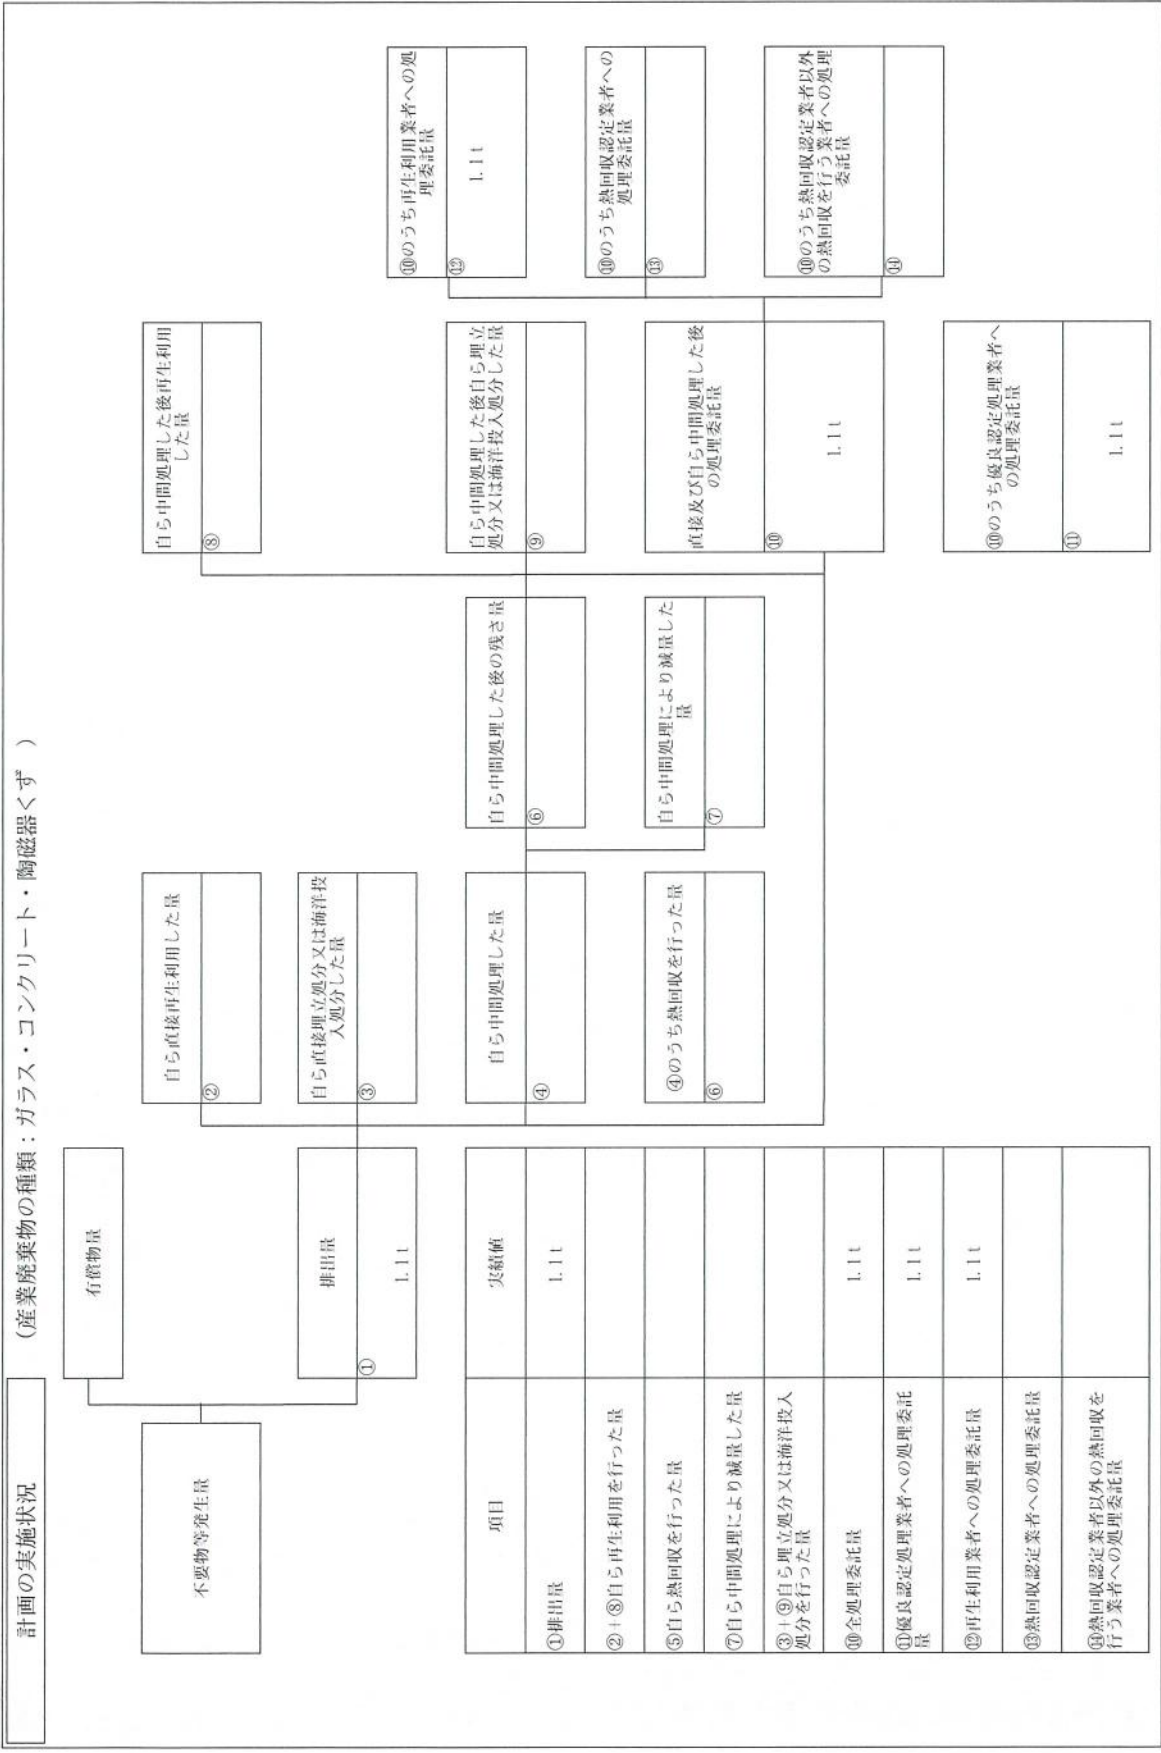 計画の実施状況
（産業廃棄物の種類：ガラス・コンクリート・陶磁器くず　）
不要物等発生量
有償物量
排出量
①
1.1ｔ
自ら直接再生利用した量
②
自ら直接埋立処分又は海洋投
入処分した量
③
自ら中間処理した量
④
④のうち熱回収を行った量
⑥
自ら中間処理した後の残さ量
⑥
自ら中間処理により減量した
量
⑦
自ら中間処理した後再生利用
した量
⑧
自ら中間処理した後自ら埋立
処分又は海洋投入処分した量
⑨
直接及び自ら中間処理した後
の処理委託量
⑩
1.1ｔ
⑩のうち優良認定処理業者へ
の処理委託量
⑪
1.1ｔ
⑩のうち再生利用業者への処
理委託量
⑫
1.1ｔ
⑩のうち熱回収認定業者への
処理委託量
⑬
⑩のうち熱回収認定業者以外
の熱回収を行う業者への処理
委託量
⑭
項目 実績値
①排出量 1.1ｔ
②＋⑧自ら再生利用を行った量
⑤自ら熱回収を行った量
⑦自ら中間処理により減量した量
③＋⑨自ら埋立処分又は海洋投入
処分を行った量
⑩全処理委託量 1.1ｔ
⑪優良認定処理業者への処理委託
量 1.1ｔ
⑫再生利用業者への処理委託量 1.1ｔ
⑬熱回収認定業者への処理委託量
⑭熱回収認定業者以外の熱回収を
行う業者への処理委託量